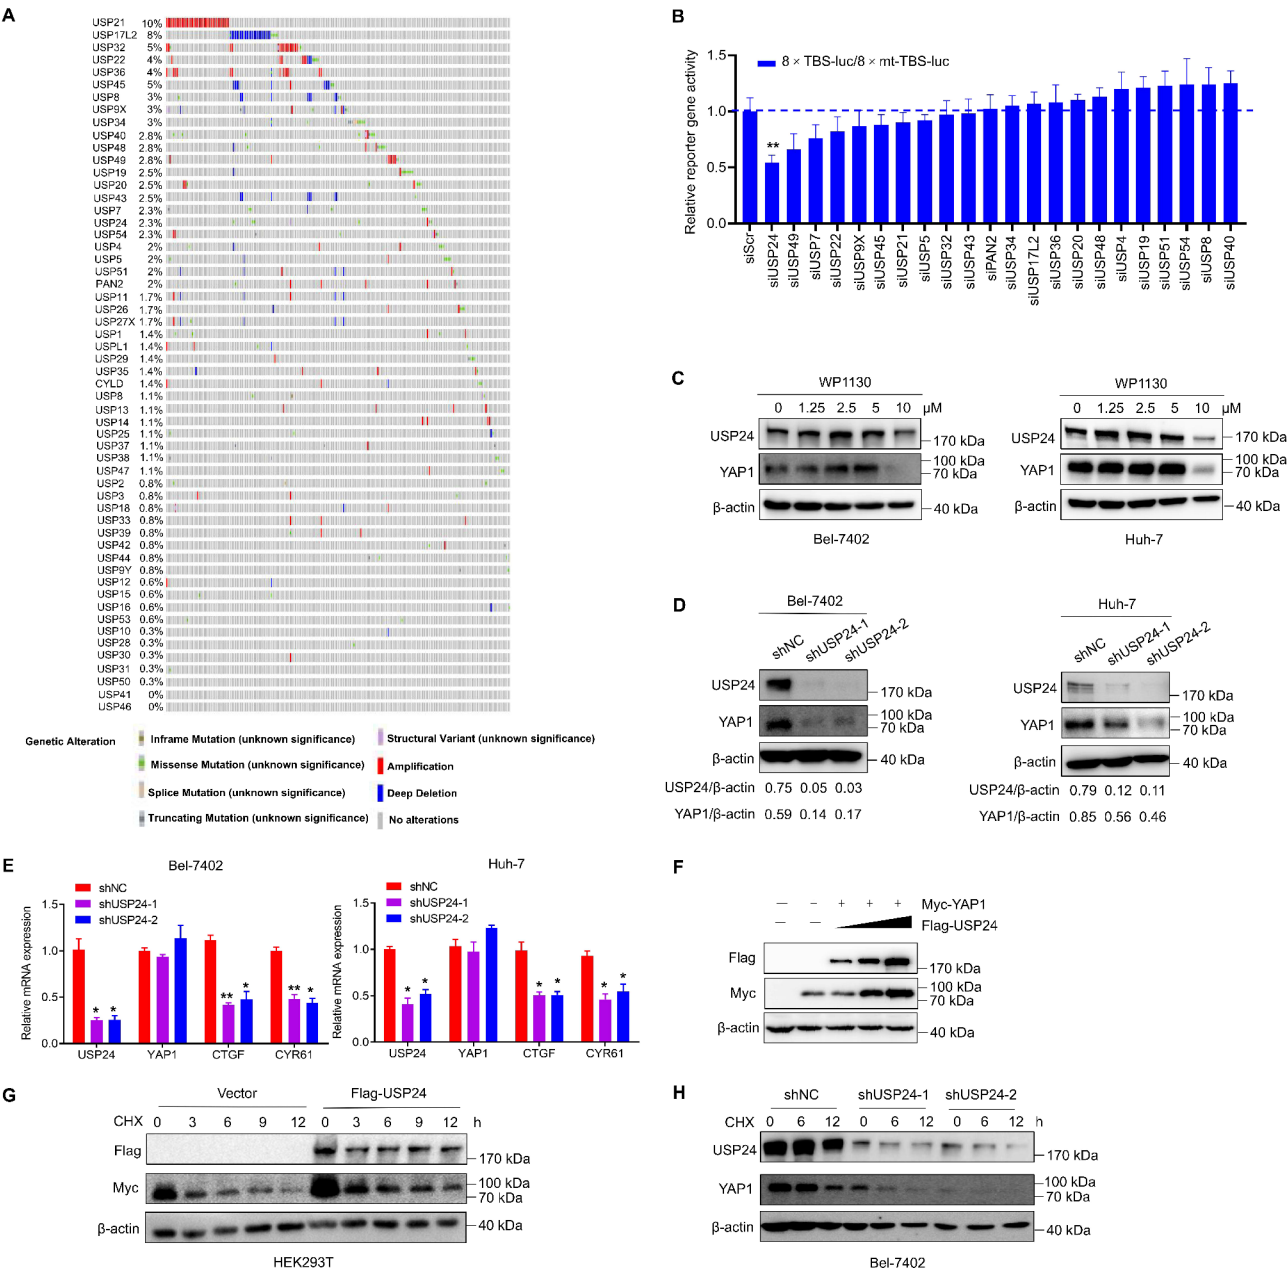 A
USP21 10%
USP17L2 8%
USP32 5%
USP22 4%
USP36 4%
USP45 5%
USP8 3%
USP9X 3%
USP34 3%
USP40 2.8%
USP48 2.8%
USP49 2.8%
USP19 2.5%
USP20 2.5%
USP43 2.5%
USP7 2.3%
USP24 2.3%
USP54 2.3%
USP4 2%
USP5 2%
USP51 2%
PAN2 2%
USP11 1.7%
USP26 1.7%
USP27X 1.7%
USP1 1.4%
USPL1 1.4%
USP29 1.4%
USP35 1.4%
CYLD 1.4%
USP8 1.1%
USP13 1.1%
USP14 1.1%
USP25 1.1%
USP37 1.1%
USP38 1.1%
USP47 1.1%
USP2 0.8%
USP3 0.8%
USP18 0.8%
USP33 0.8%
USP39 0.8%
USP42 0.8%
USP44 0.8%
USP9Y 0.8%
USP12 0.6%
USP15 0.6%
USP16 0.6%
USP53 0.6%
USP10 0.3%
USP28 0.3%
USP30 0.3%
USP31 0.3%
USP50 0.3%
USP41 0%
USP46 0%
Genetic Alteration
Inframe Mutation (unknown significance)
Missense Mutation (unknown significance)
Splice Mutation (unknown significance)
Truncating Mutation (unknown significance)
Structural Variant (unknown significance)
Amplification
Deep Deletion
No alterations
B
Relative reporter gene activity
1.5
1.0
0.5
0.0
8 × TBS-luc/8 × mt-TBS-luc
**
siScr
siUSP24
siUSP49
siUSP7
siUSP22
siUSP9X
siUSP45
siUSP21
siUSP5
siUSP32
siUSP43
siPAN2
siUSP34
siUSP17L2
siUSP36
siUSP20
siUSP48
siUSP4
siUSP19
siUSP51
siUSP54
siUSP8
siUSP40
C
WP1130
0 1.25 2.5 5 10 μM
USP24 170 kDa
YAP1 100 kDa
70 kDa
β-actin 40 kDa
Bel-7402
WP1130
0 1.25 2.5 5 10 μM
USP24 170 kDa
YAP1 100 kDa
70 kDa
β-actin 40 kDa
Huh-7
D
Bel-7402
shNC shUSP24-1 shUSP24-2
USP24 170 kDa
YAP1 100 kDa
70 kDa
β-actin 40 kDa
USP24/β-actin 0.75 0.05 0.03
YAP1/β-actin 0.59 0.14 0.17
Huh-7
shNC shUSP24-1 shUSP24-2
USP24 170 kDa
YAP1 100 kDa
70 kDa
β-actin 40 kDa
USP24/β-actin 0.79 0.12 0.11
YAP1/β-actin 0.85 0.56 0.46
E
Bel-7402
shNC
shUSP24-1
shUSP24-2
Relative mRNA expression
1.5
1.0
0.5
0.0
* * ** * ** *
USP24 YAP1 CTGF CYR61
Huh-7
shNC
shUSP24-1
shUSP24-2
Relative mRNA expression
1.5
1.0
0.5
0.0
* * * * * *
USP24 YAP1 CTGF CYR61
F
— — + + + Myc-YAP1
— — Flag-USP24
Flag 170 kDa
Myc 100 kDa
70 kDa
β-actin 40 kDa
G
Vector Flag-USP24
CHX 0 3 6 9 12 0 3 6 9 12 h
Flag 170 kDa
Myc 100 kDa
70 kDa
β-actin 40 kDa
HEK293T
H
shNC shUSP24-1 shUSP24-2
CHX 0 6 12 0 6 12 0 6 12 h
USP24 170 kDa
YAP1 100 kDa
70 kDa
β-actin 40 kDa
Bel-7402